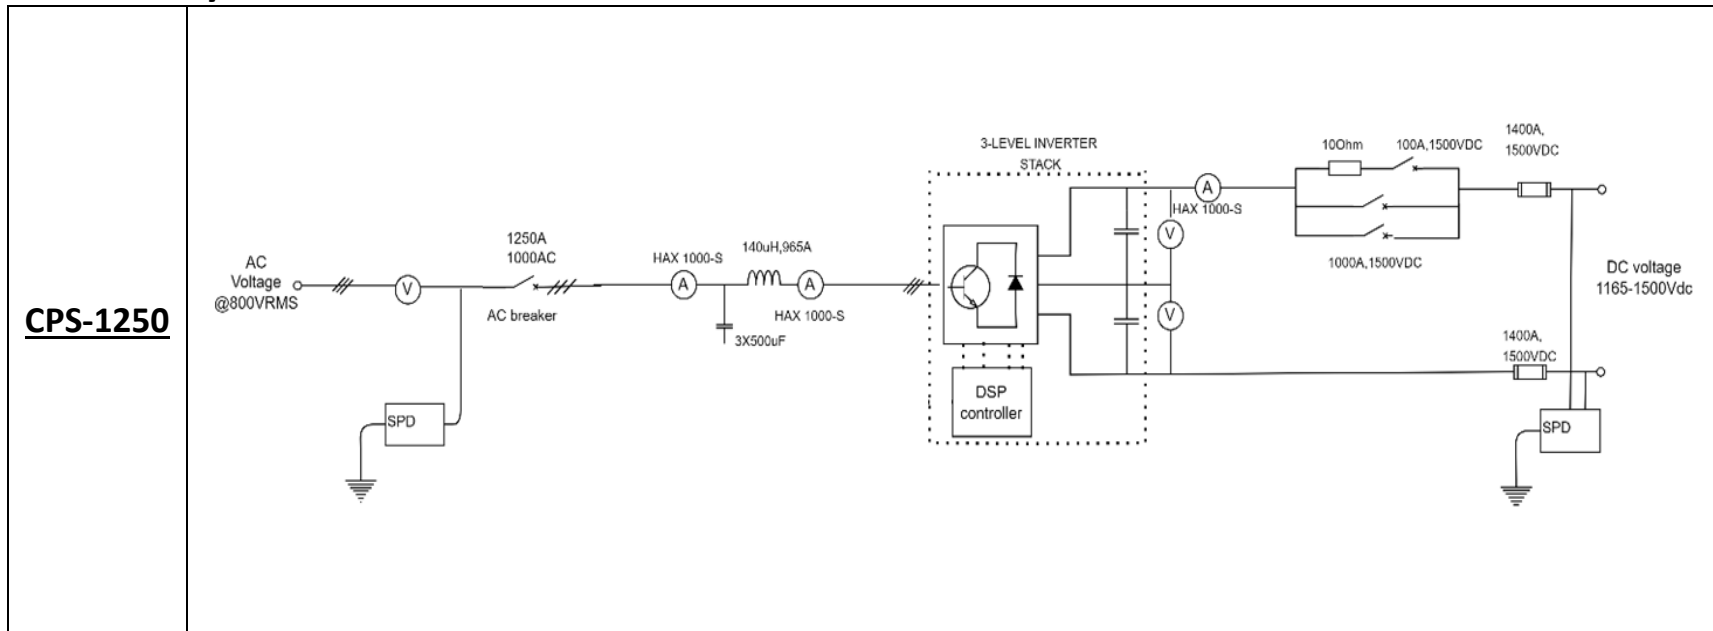 CPS-1250
AC
Voltage
@800VRMS
V
1250A
1000AC
AC breaker
SPD
HAX 1000-S
A
140uH,965A
A
HAX 1000-S
3X500uF
3-LEVEL INVERTER
STACK
DSP
controller
A
HAX 1000-S
V
V
10Ohm
100A,1500VDC
1000A,1500VDC
1400A,
1500VDC
DC voltage
1165-1500Vdc
1400A,
1500VDC
SPD